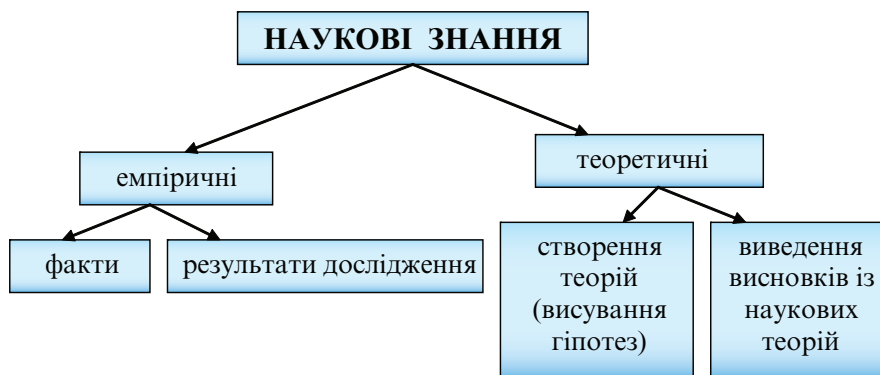 НАУКОВІ ЗНАННЯ
емпіричні
теоретичні
факти
результати дослідження
створення
теорій
(висування
гіпотез)
виведення
висновків із
наукових
теорій